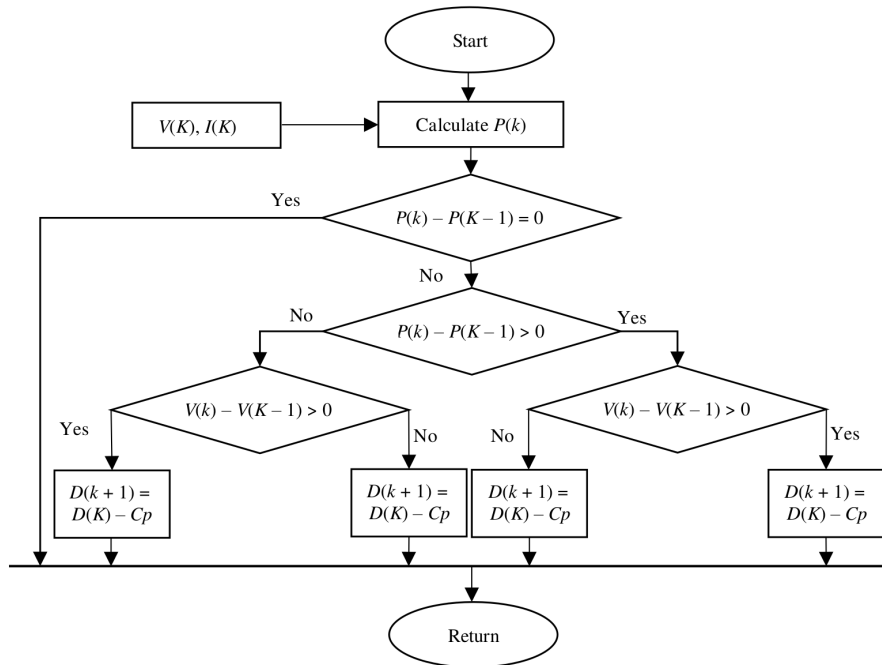 Start
V(K), I(K)
Calculate P(k)
Yes
P(k) – P(K – 1) = 0
No
No
P(k) – P(K – 1) > 0
Yes
V(k) – V(K – 1) > 0
V(k) – V(K – 1) > 0
Yes
No
No
Yes
D(k + 1) =
D(K) – Cp
D(k + 1) =
D(K) – Cp
D(k + 1) =
D(K) – Cp
D(k + 1) =
D(K) – Cp
Return